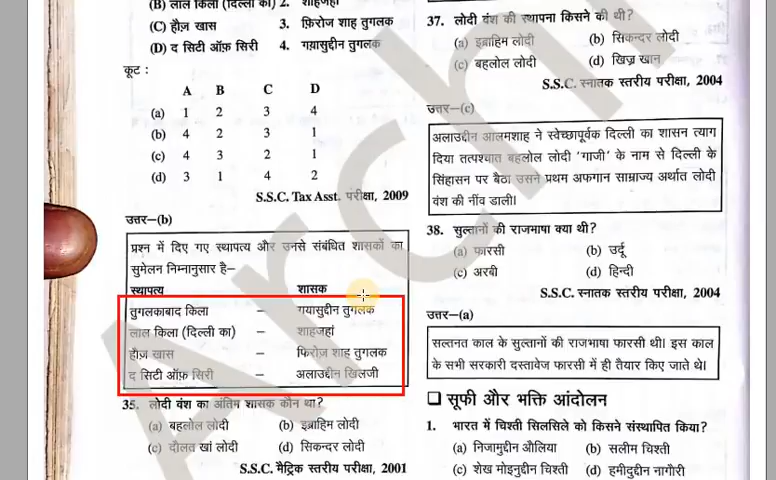 (B) लाल किला (दिल्ली का) 2. शाहजहाँ
(C) हौज़ खास 3. फ़िरोज शाह तुगलक
(D) द सिटी ऑफ़ सिरी 4. गयासुद्दीन तुगलक
कूट :
A B C D
(a) 1 2 3 4
(b) 4 2 3 1
(c) 4 3 2 1
(d) 3 1 4 2
S.S.C. Tax Asst. परीक्षा, 2009
उत्तर–(b)
प्रश्न में दिए गए स्थापत्य और उनसे संबंधित शासकों का
सुमेलन निम्नानुसार है–
स्थापत्य शासक
तुगलकाबाद किला – गयासुद्दीन तुगलक
लाल किला (दिल्ली का) – शाहजहां
हौज खास – फिरोज शाह तुगलक
द सिटी ऑफ़ सिरी – अलाउद्दीन खिलजी
35. लोदी वंश का अंतिम शासक कौन था?
(a) बहलोल लोदी (b) इब्राहिम लोदी
(c) दौलत खां लोदी (d) सिकन्दर लोदी
S.S.C. मैट्रिक स्तरीय परीक्षा, 2001
37. लोदी वंश की स्थापना किसने की थी?
(a) इब्राहिम लोदी (b) सिकन्दर लोदी
(c) बहलोल लोदी (d) खिज्र खान
S.S.C. स्नातक स्तरीय परीक्षा, 2004
उत्तर–(c)
अलाउद्दीन आलमशाह ने स्वेच्छापूर्वक दिल्ली का शासन त्याग
दिया तत्पश्चात बहलोल लोदी 'गाजी' के नाम से दिल्ली के
सिंहासन पर बैठा उसने प्रथम अफगान साम्राज्य अर्थात लोदी
वंश की नींव डाली।
38. सुल्तानों की राजभाषा क्या थी?
(a) फारसी (b) उर्दू
(c) अरबी (d) हिन्दी
S.S.C. स्नातक स्तरीय परीक्षा, 2004
उत्तर–(a)
सल्तनत काल के सुल्तानों की राजभाषा फारसी थी। इस काल
के सभी सरकारी दस्तावेज फारसी में ही तैयार किए जाते थे।
सूफी और भक्ति आंदोलन
1. भारत में चिश्ती सिलसिले को किसने संस्थापित किया?
(a) निजामुद्दीन औलिया (b) सलीम चिश्ती
(c) शेख मोइनुद्दीन चिश्ती (d) हमीदुद्दीन नागौरी
Arch